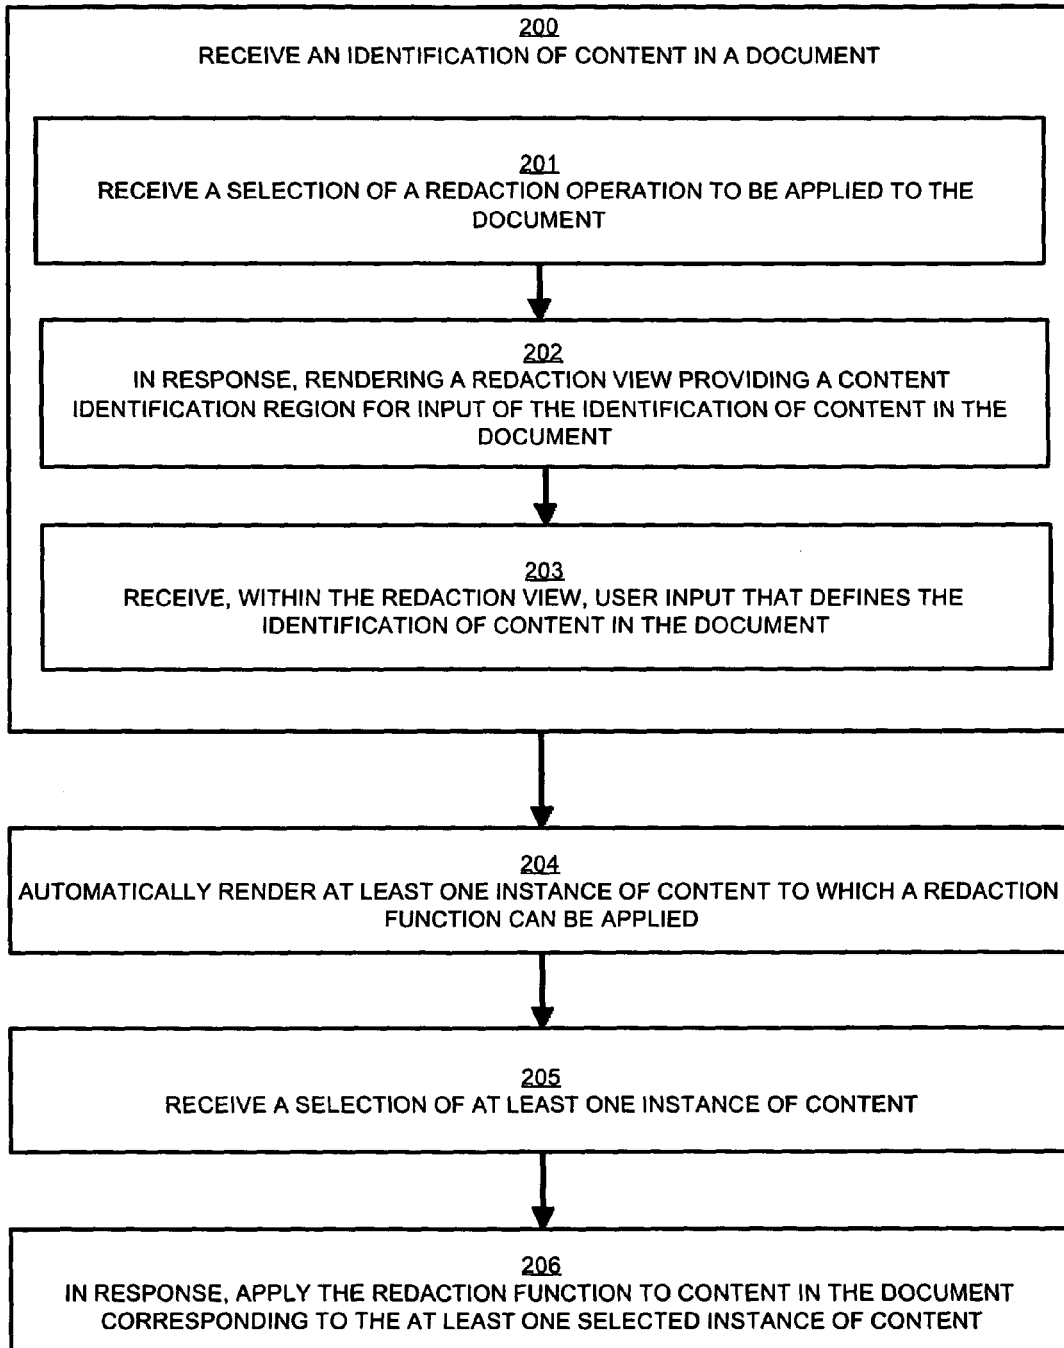 200
RECEIVE AN IDENTIFICATION OF CONTENT IN A DOCUMENT
201
RECEIVE A SELECTION OF A REDACTION OPERATION TO BE APPLIED TO THE
DOCUMENT
202
IN RESPONSE, RENDERING A REDACTION VIEW PROVIDING A CONTENT
IDENTIFICATION REGION FOR INPUT OF THE IDENTIFICATION OF CONTENT IN THE
DOCUMENT
203
RECEIVE, WITHIN THE REDACTION VIEW, USER INPUT THAT DEFINES THE
IDENTIFICATION OF CONTENT IN THE DOCUMENT
204
AUTOMATICALLY RENDER AT LEAST ONE INSTANCE OF CONTENT TO WHICH A REDACTION
FUNCTION CAN BE APPLIED
205
RECEIVE A SELECTION OF AT LEAST ONE INSTANCE OF CONTENT
206
IN RESPONSE, APPLY THE REDACTION FUNCTION TO CONTENT IN THE DOCUMENT
CORRESPONDING TO THE AT LEAST ONE SELECTED INSTANCE OF CONTENT